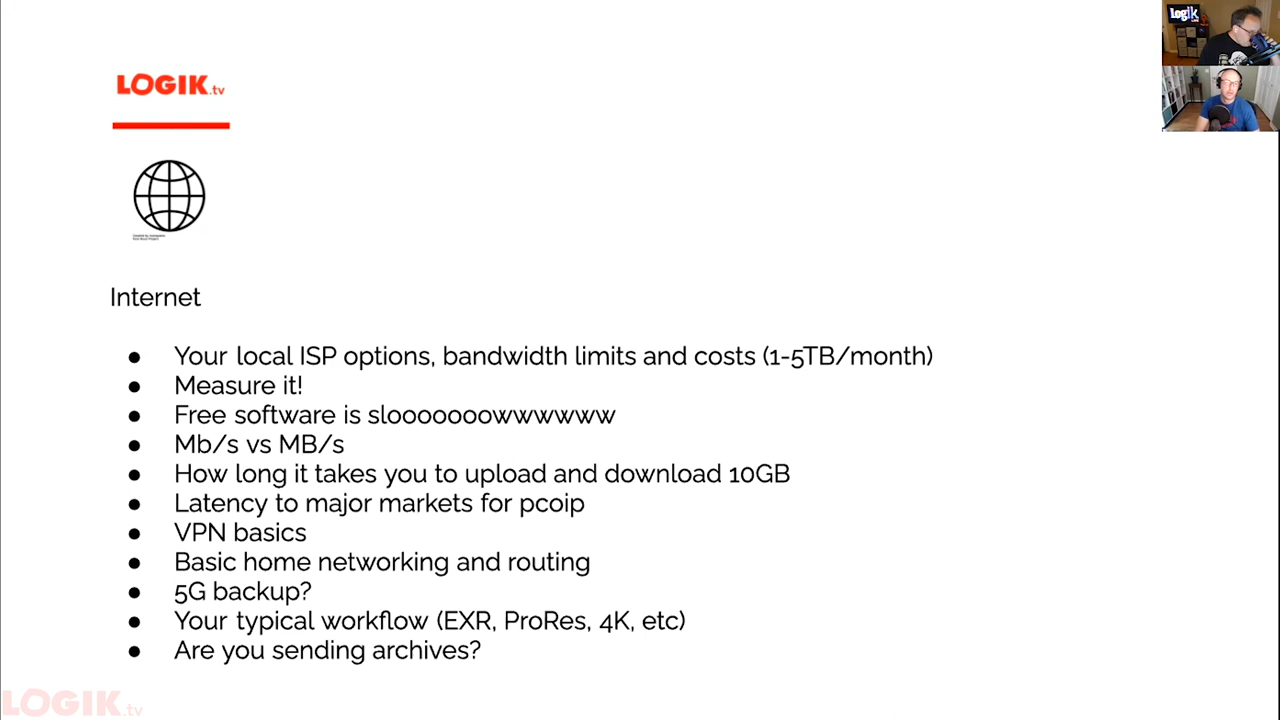 LOGIK.tv
Logik
Internet
● Your local ISP options, bandwidth limits and costs (1-5TB/month)
● Measure it!
● Free software is slooooooowwwwww
● Mb/s vs MB/s
● How long it takes you to upload and download 10GB
● Latency to major markets for pcoip
● VPN basics
● Basic home networking and routing
● 5G backup?
● Your typical workflow (EXR, ProRes, 4K, etc)
● Are you sending archives?
LOGIK.tv